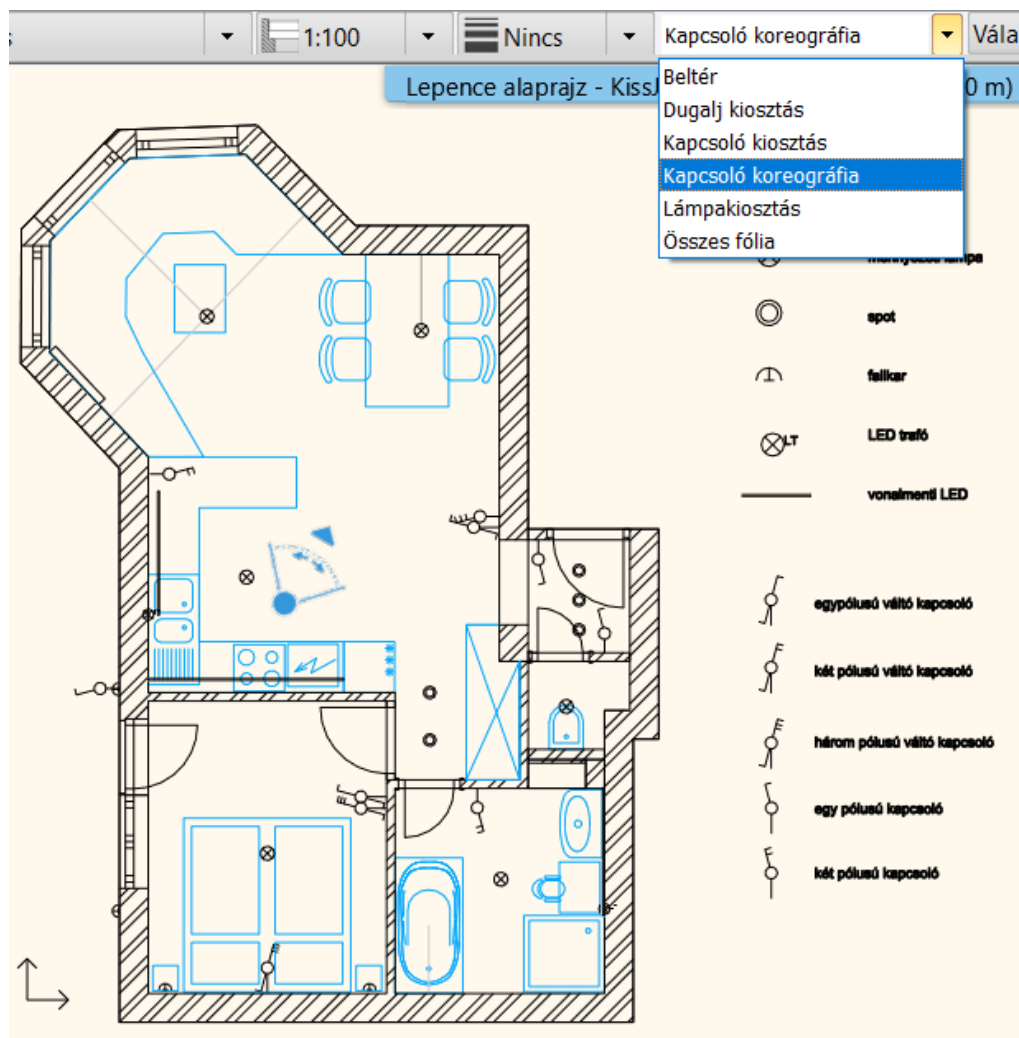 1:100
Nincs
Kapcsoló koreográfia
Vála
Lepence alaprajz - Kiss
0 m)
Beltér
Dugalj kiosztás
Kapcsoló kiosztás
Kapcsoló koreográfia
Lámpakiosztás
Összes fólia
spot
falikar
LT
LED trafó
vonalmenti LED
egypólusú váltó kapcsoló
két pólusú váltó kapcsoló
három pólusú váltó kapcsoló
egy pólusú kapcsoló
két pólusú kapcsoló